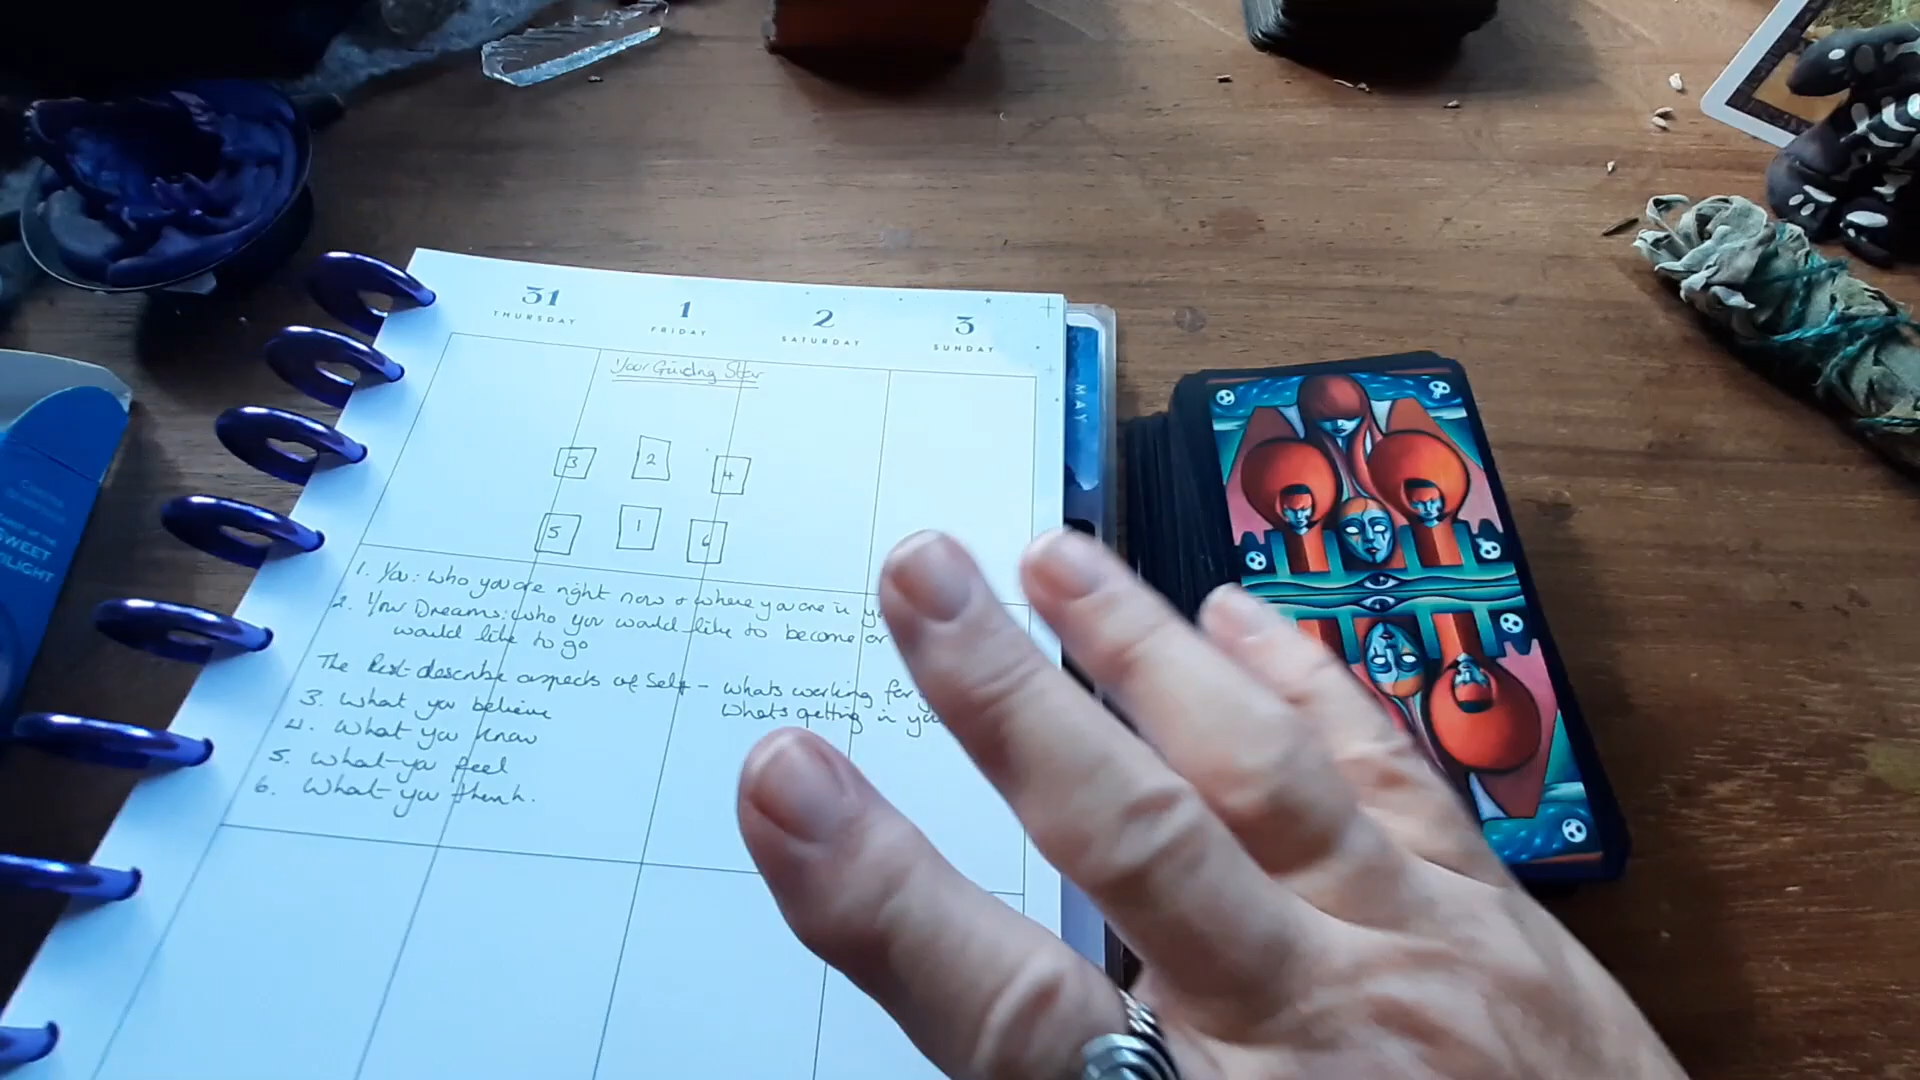 31 1 2 3
THURSDAY FRIDAY SATURDAY SUNDAY
Your Guiding Star
3 2 4
5 1 6
1. You: who you are right now & where you are in
2. Your Dreams: who you would like to become or
would like to go
The Rest describe aspects of Self - whats working for
whats getting in
3. What you believe
4. What you know
5. What you feel
6. What you think.
MAY
SWEET